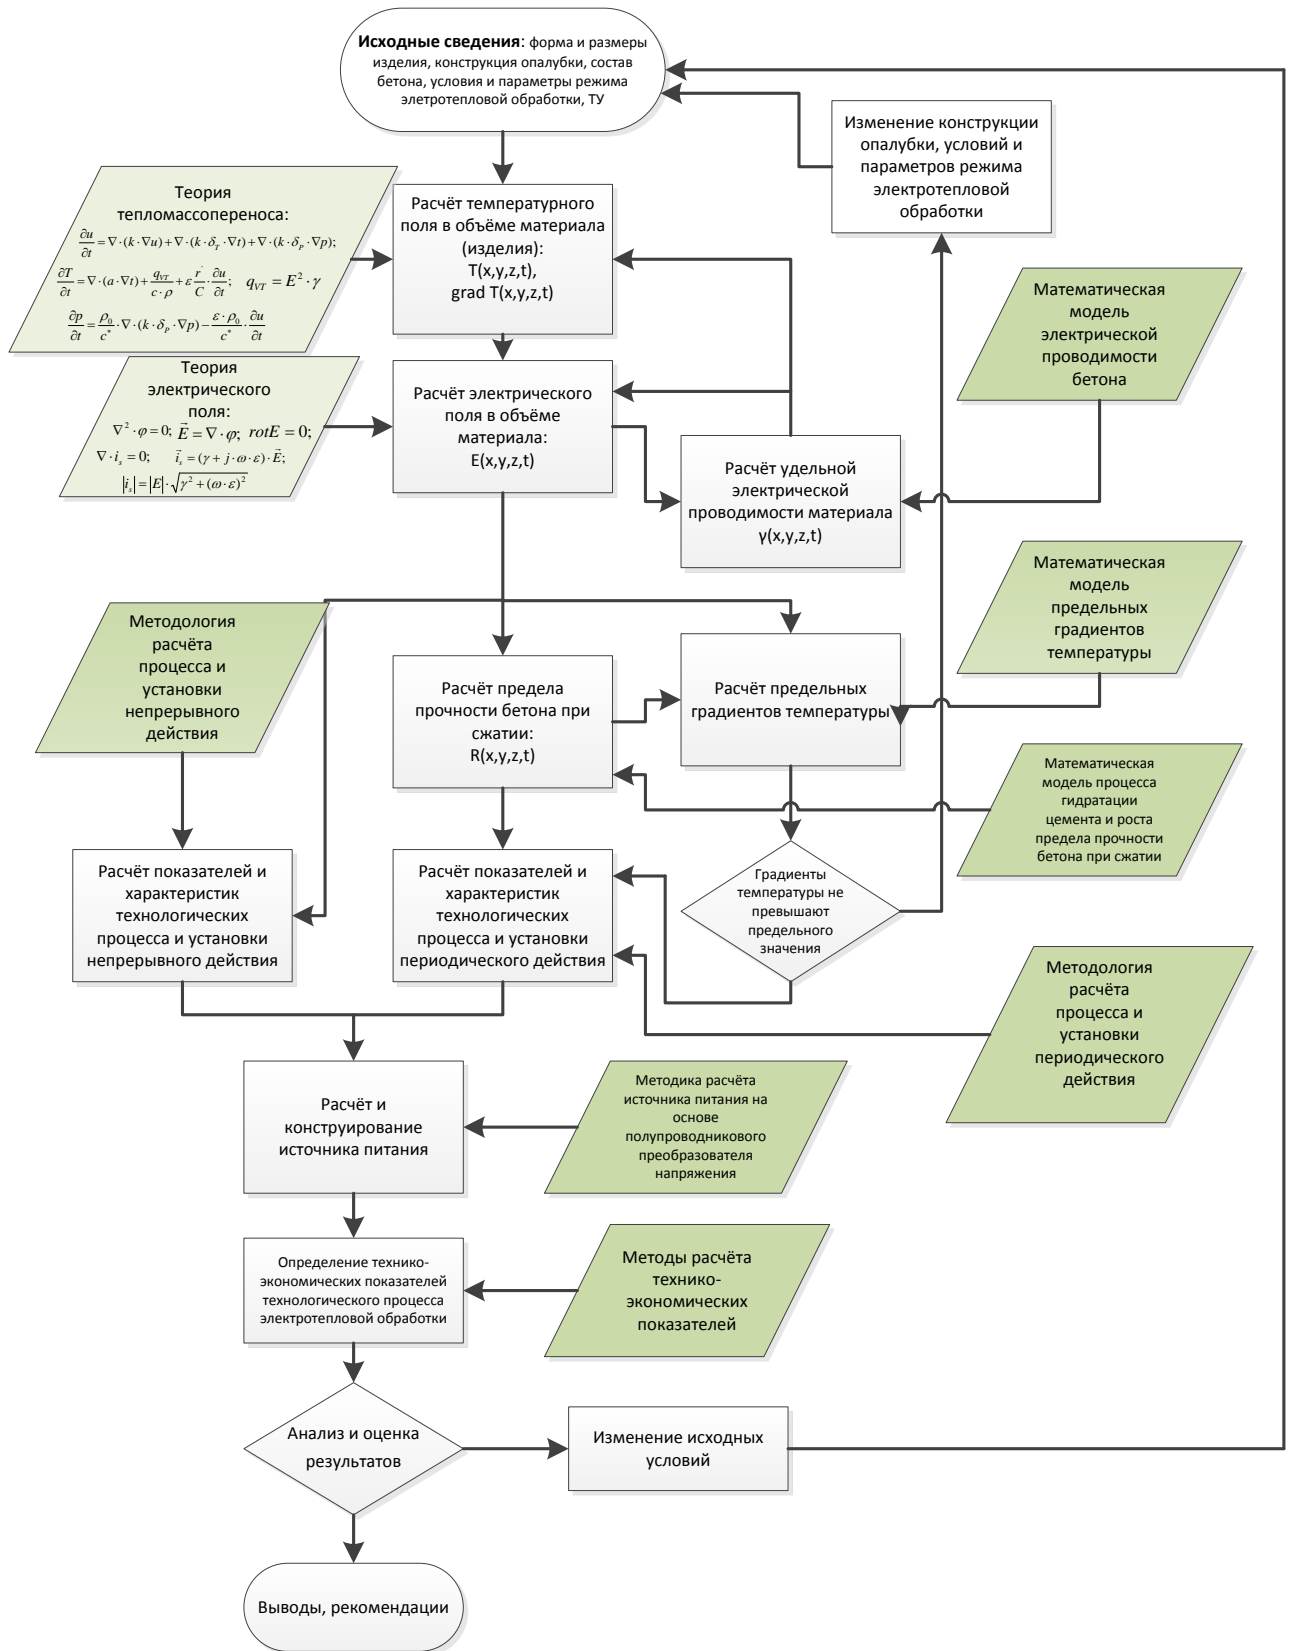 Исходные сведения: форма и размеры
изделия, конструкция опалубки, состав
бетона, условия и параметры режима
элетротепловой обработки, ТУ
Изменение конструкции
опалубки, условий и
параметров режима
электротепловой
обработки
Теория
тепломассопереноса:
∂u/∂t = ∇·(k·∇u) + ∇·(k·δ_T·∇t) + ∇·(k·δ_P·∇p);
∂T/∂t = ∇·(a·∇t) + q_VT/(c·ρ) + ε r'/C · ∂u/∂t; q_VT = E²·γ
∂p/∂t = ρ₀/c* · ∇·(k·δ_P·∇p) − ε·ρ₀/c* · ∂u/∂t
Расчёт температурного
поля в объёме материала
(изделия):
T(x,y,z,t),
grad T(x,y,z,t)
Математическая
модель
электрической
проводимости
бетона
Теория
электрического
поля:
∇²·φ=0; E⃗=∇·φ; rotE = 0;
∇·i_s = 0; i⃗_s = (γ + j·ω·ε)·E⃗;
|i_s| = |E|·√(γ² + (ω·ε)²)
Расчёт электрического
поля в объёме
материала:
E(x,y,z,t)
Расчёт удельной
электрической
проводимости материала
γ(x,y,z,t)
Математическая
модель
предельных
градиентов
температуры
Методология
расчёта
процесса и
установки
непрерывного
действия
Расчёт предела
прочности бетона при
сжатии:
R(x,y,z,t)
Расчёт предельных
градиентов температуры
Математическая
модель процесса
гидратации
цемента и роста
предела прочности
бетона при сжатии
Расчёт показателей и
характеристик
технологических
процесса и установки
непрерывного действия
Расчёт показателей и
характеристик
технологических
процесса и установки
периодического действия
Градиенты
температуры не
превышают
предельного
значения
Методология
расчёта
процесса и
установки
периодического
действия
Расчёт и
конструирование
источника питания
Методика расчёта
источника питания на
основе
полупроводникового
преобразователя
напряжения
Определение технико-
экономических показателей
технологического процесса
электротепловой обработки
Методы расчёта
технико-
экономических
показателей
Анализ и оценка
результатов
Изменение исходных
условий
Выводы, рекомендации